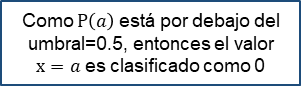 Como P(𝑎) está por debajo del
umbral=0.5, entonces el valor
x = 𝑎 es clasificado como 0